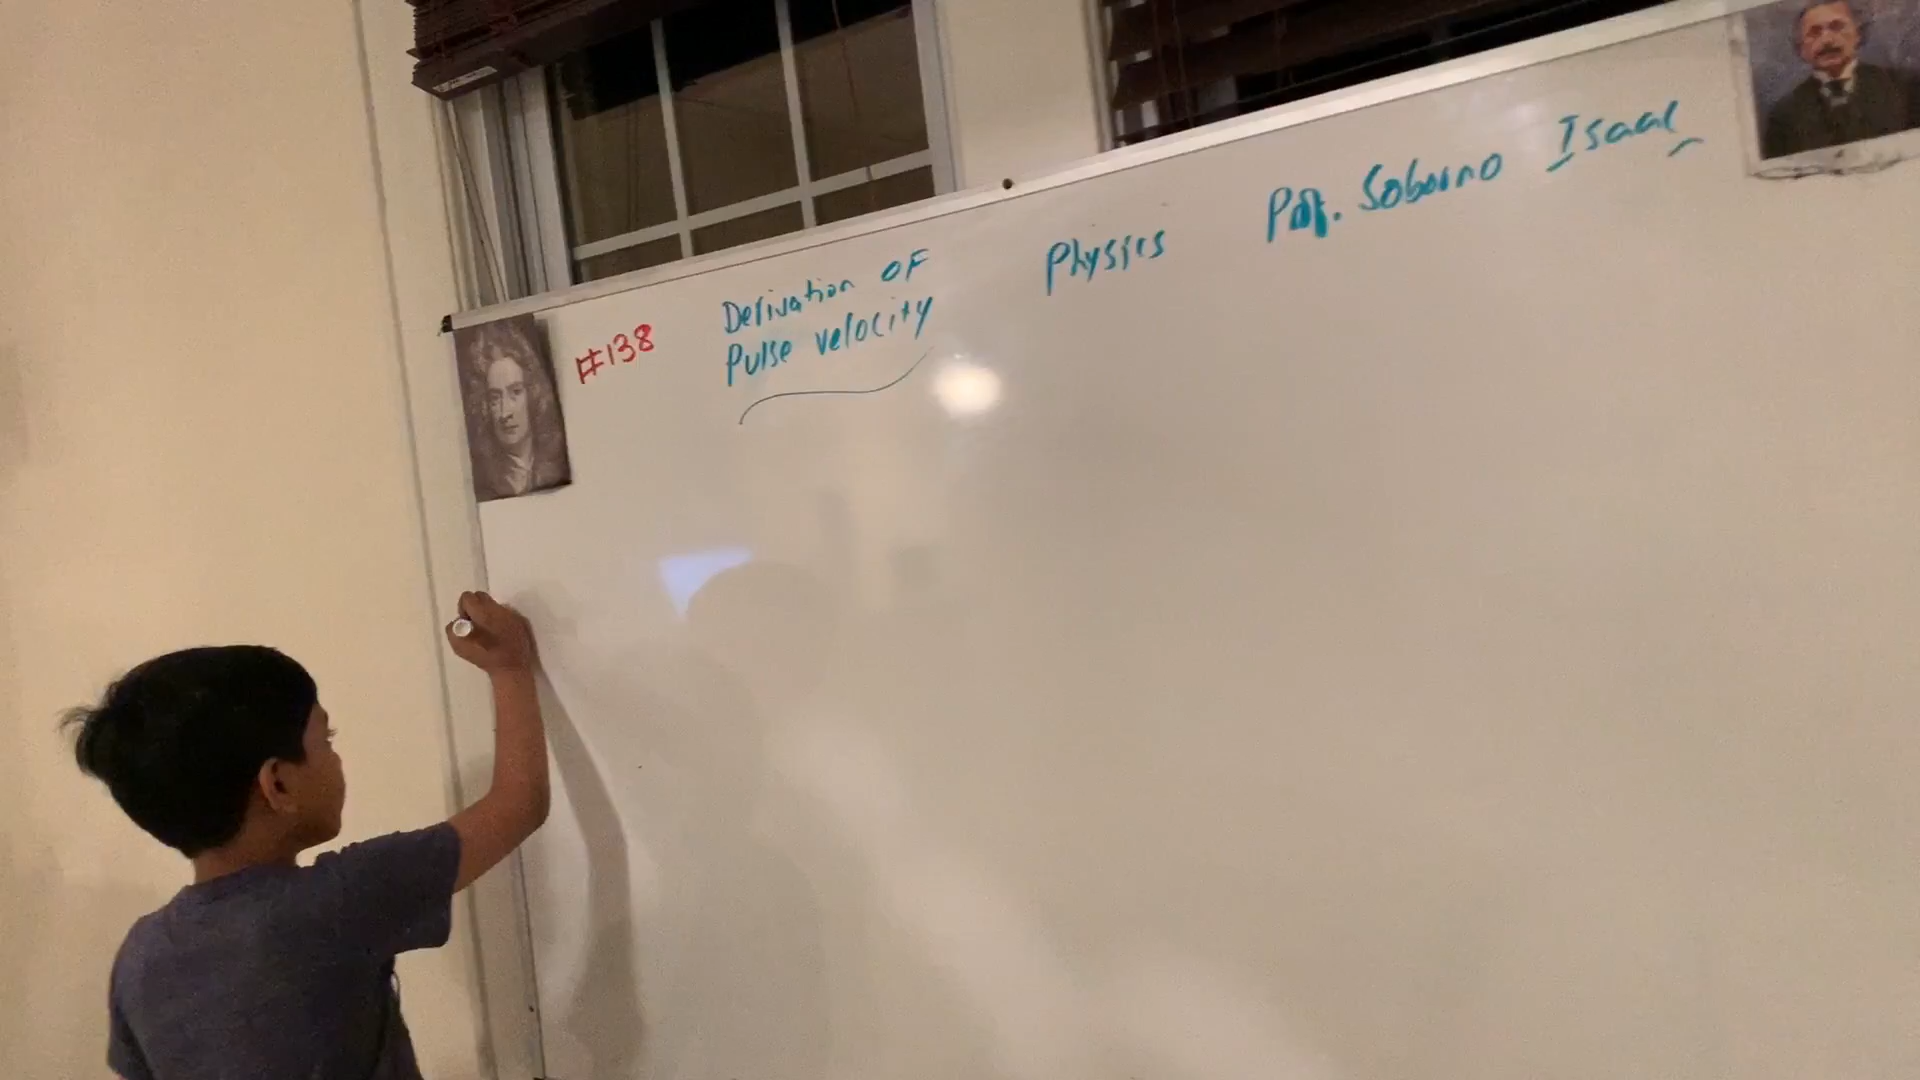 #138
Derivation OF
Pulse velocity
Physics
Prof. Soborno Isaac